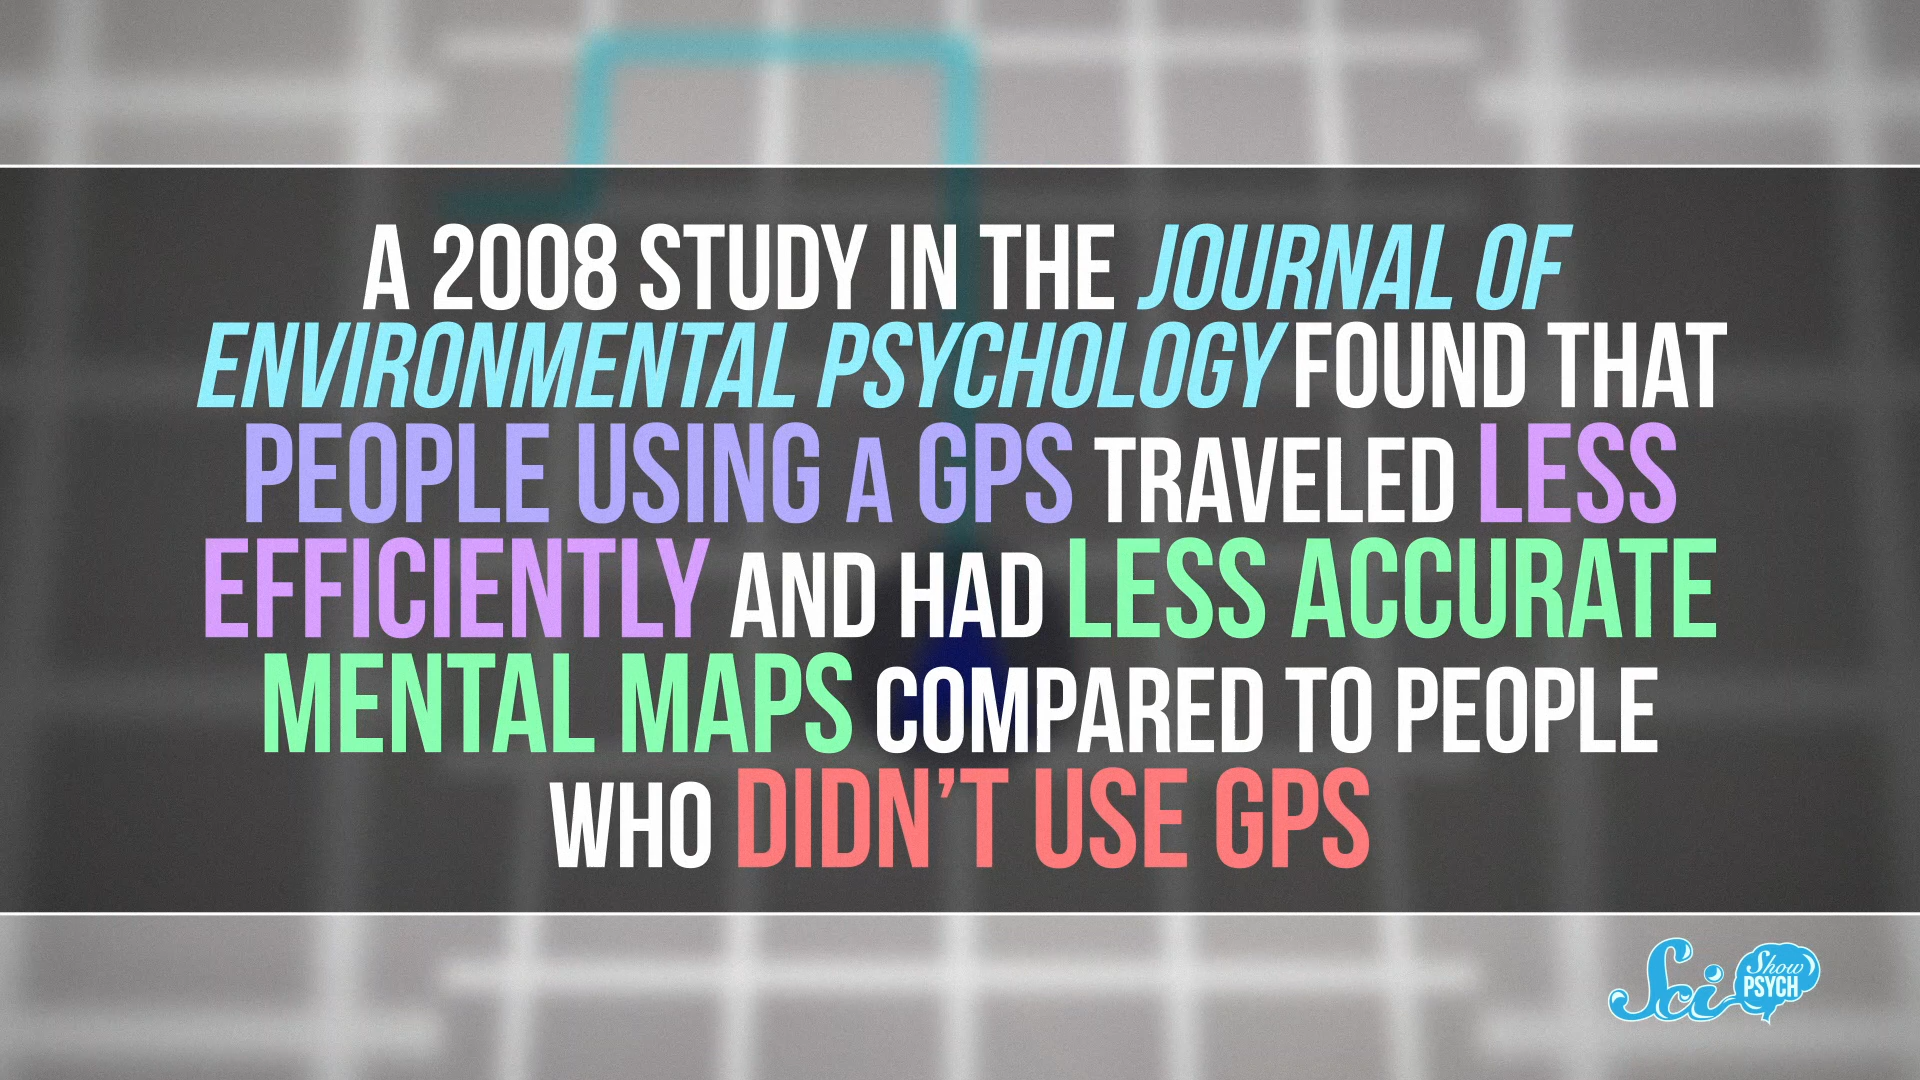 A 2008 STUDY IN THE JOURNAL OF
ENVIRONMENTAL PSYCHOLOGY FOUND THAT
PEOPLE USING A GPS TRAVELED LESS
EFFICIENTLY AND HAD LESS ACCURATE
MENTAL MAPS COMPARED TO PEOPLE
WHO DIDN'T USE GPS
Sci Show
PSYCH